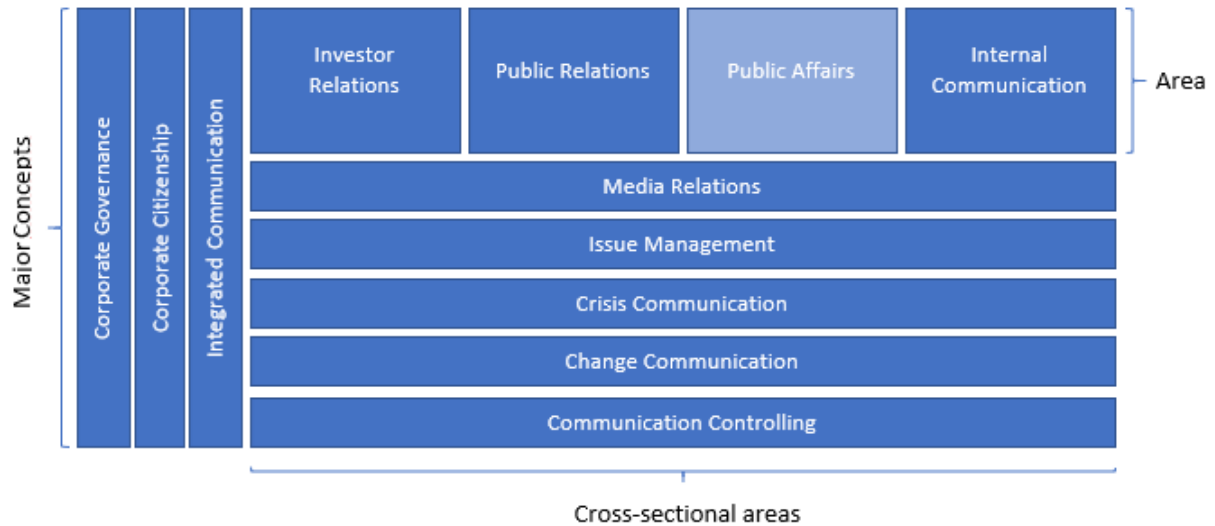 Major Concepts
Corporate Governance
Corporate Citizenship
Integrated Communication
Investor
Relations
Public Relations
Public Affairs
Internal
Communication
Area
Media Relations
Issue Management
Crisis Communication
Change Communication
Communication Controlling
Cross-sectional areas